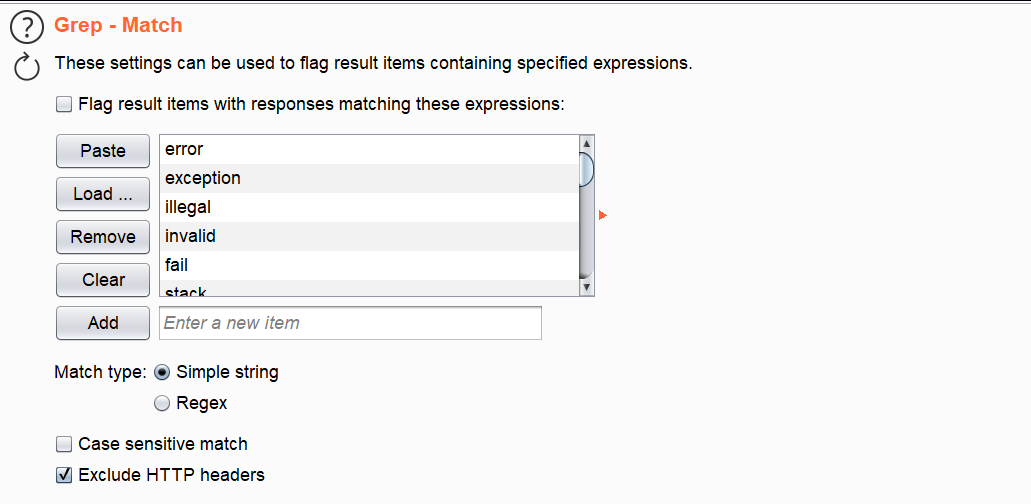 ? Grep - Match
These settings can be used to flag result items containing specified expressions.
Flag result items with responses matching these expressions:
Paste
Load ...
Remove
Clear
Add
error
exception
illegal
invalid
fail
stack
Enter a new item
Match type: Simple string
Regex
Case sensitive match
Exclude HTTP headers